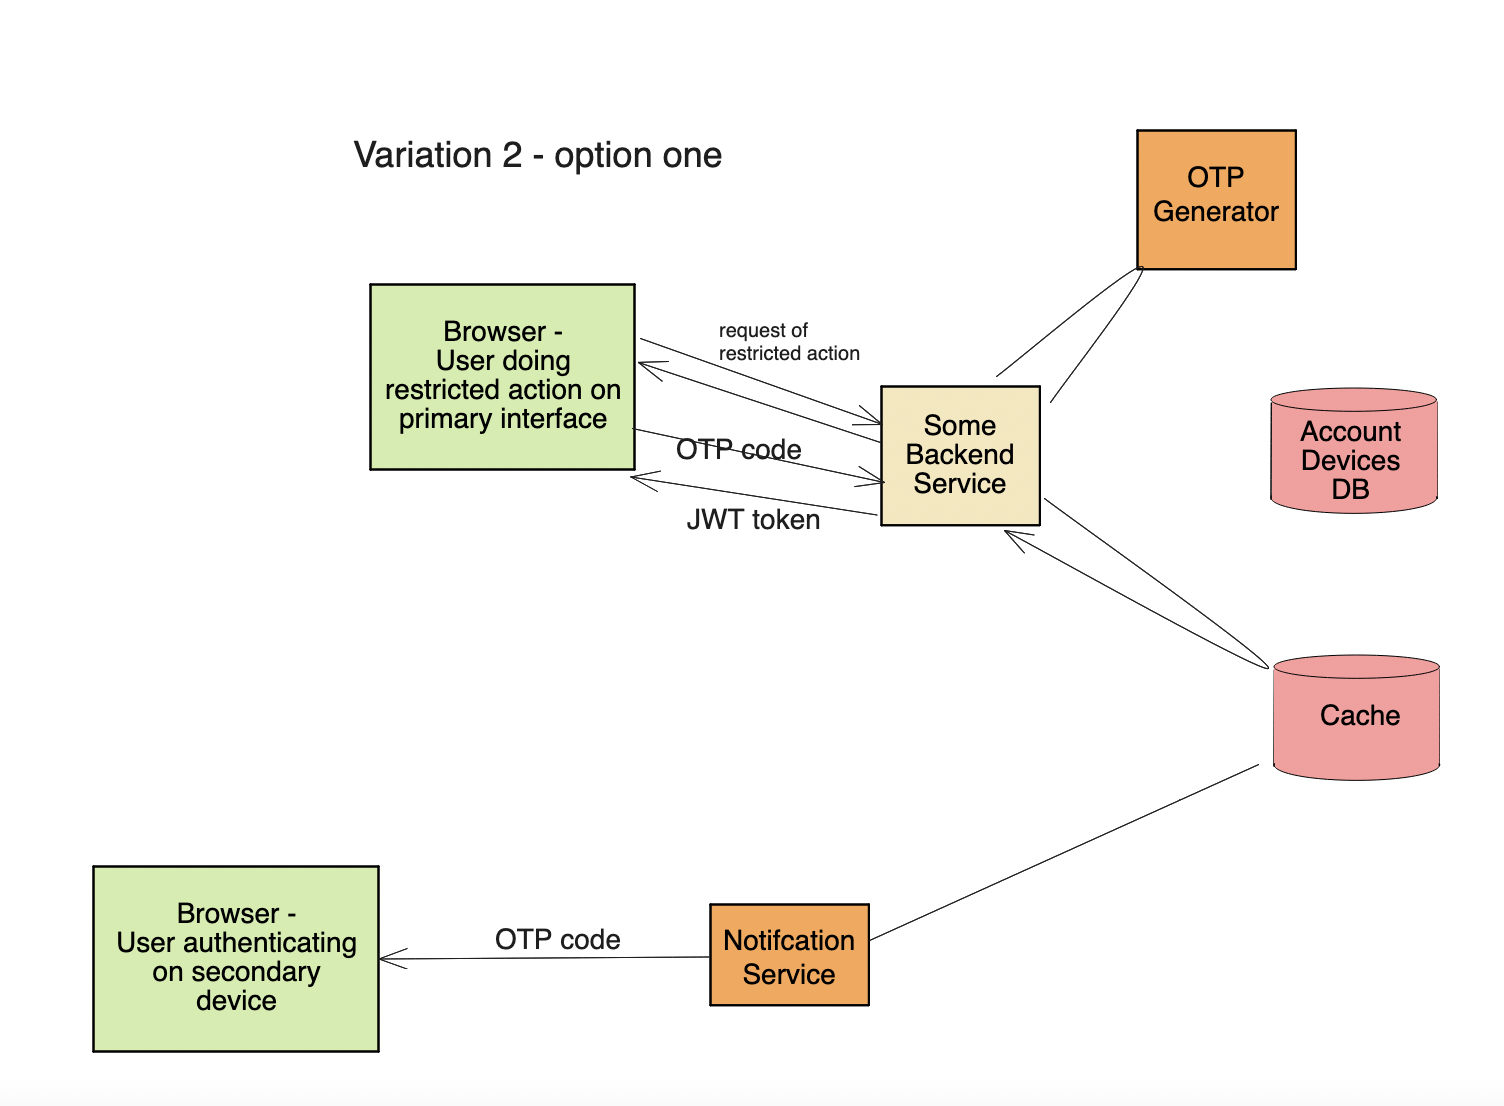 Variation 2 - option one
OTP
Generator
Browser -
User doing
restricted action on
primary interface
request of
restricted action
OTP code
JWT token
Some
Backend
Service
Account
Devices
DB
Cache
Browser -
User authenticating
on secondary
device
OTP code
Notifcation
Service